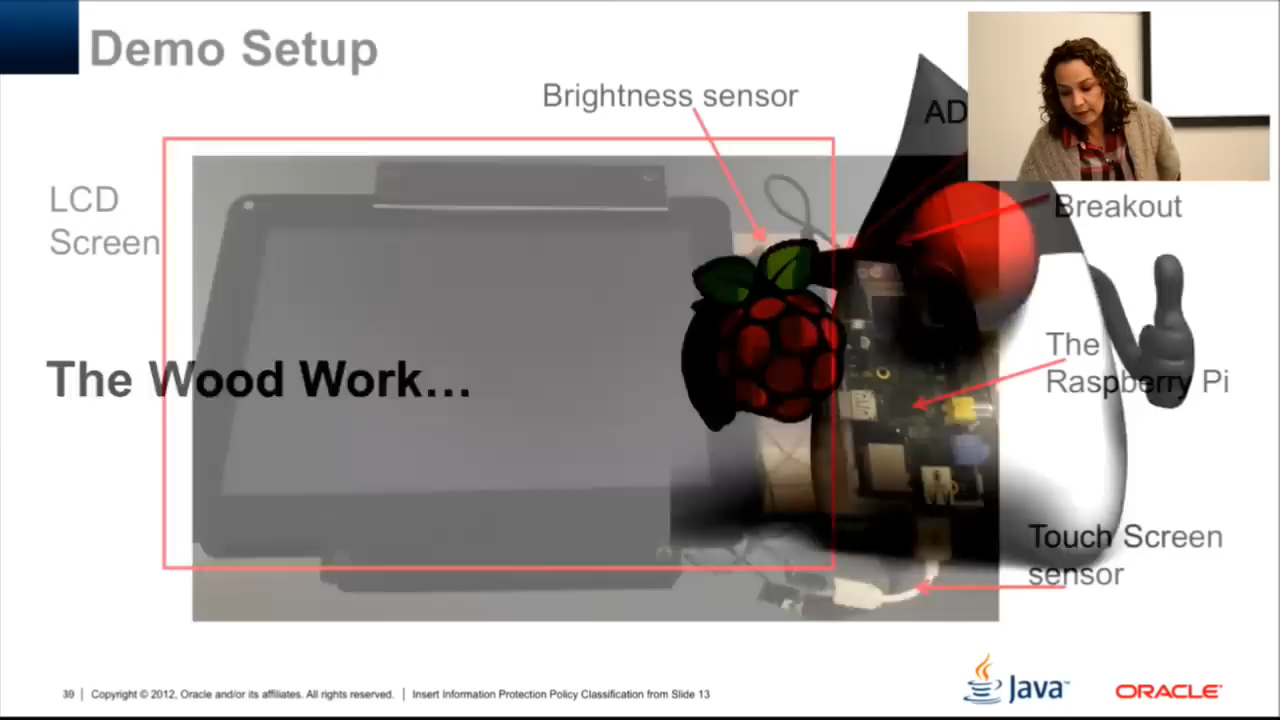 Demo Setup
Brightness sensor
AD
LCD
Screen
Breakout
The Wood Work...
The
Raspberry Pi
Touch Screen
sensor
39 | Copyright © 2012, Oracle and/or its affiliates. All rights reserved. | Insert Information Protection Policy Classification from Slide 13
Java™
ORACLE®